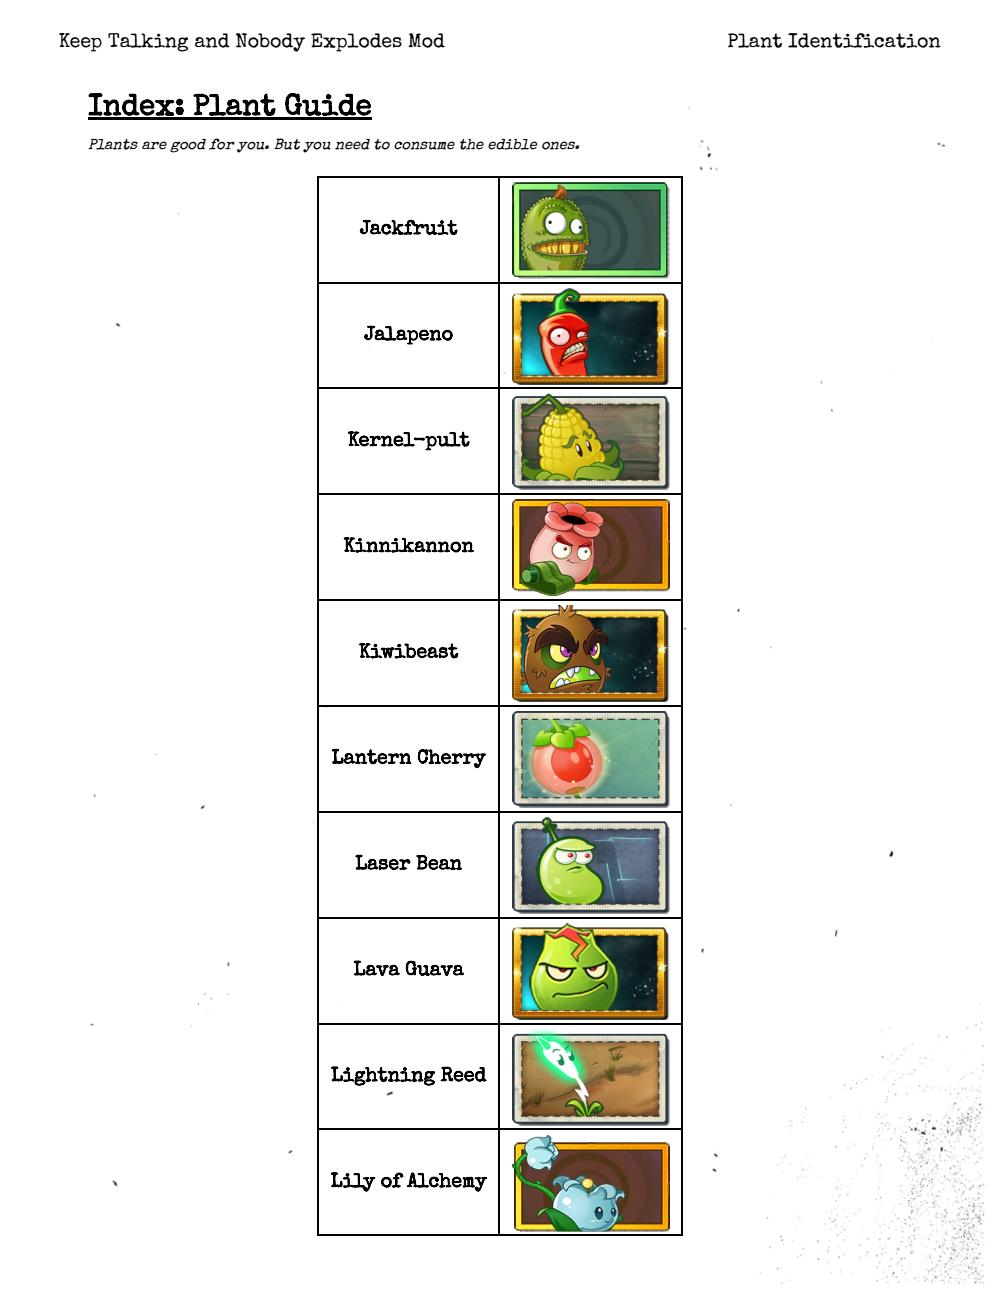 Keep Talking and Nobody Explodes Mod
Plant Identification
Index: Plant Guide
Plants are good for you. But you need to consume the edible ones.
Jackfruit
Jalapeno
Kernel-pult
Kinnikannon
Kiwibeast
Lantern Cherry
Laser Bean
Lava Guava
Lightning Reed
Lily of Alchemy